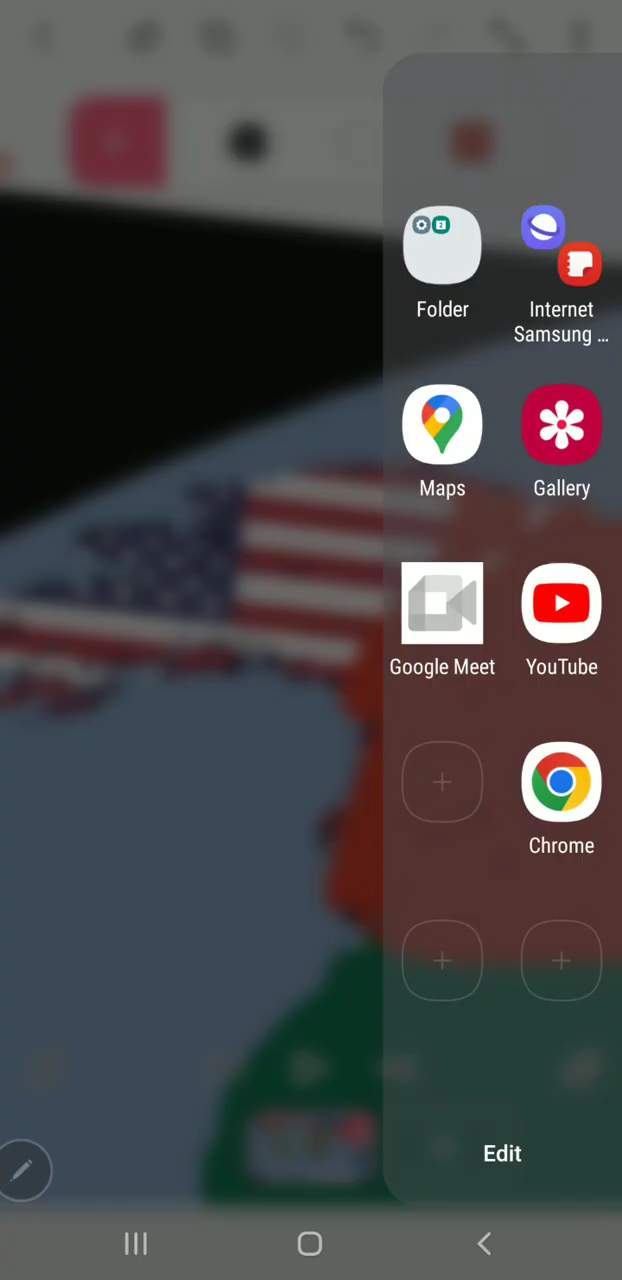 Folder
Internet
Samsung ...
Maps
Gallery
Google Meet
YouTube
Chrome
Edit